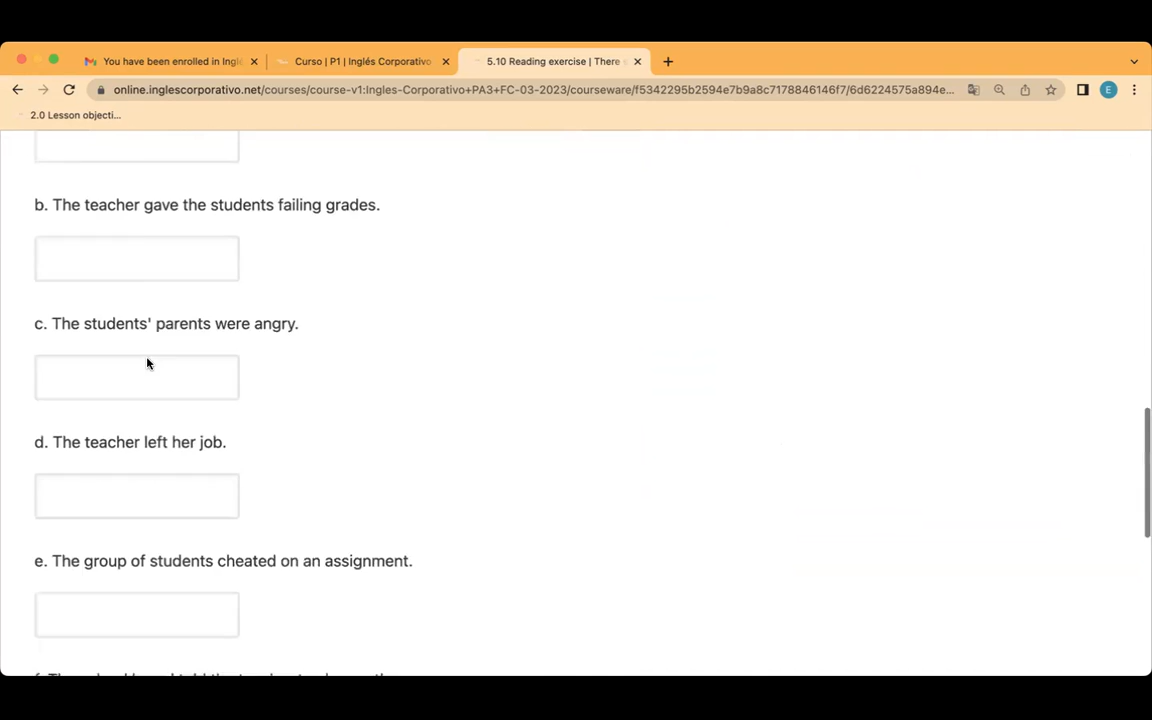 You have been enrolled in Inglé
Curso | P1 | Inglés Corporativo
5.10 Reading exercise | There
online.inglescorporativo.net/courses/course-v1:Ingles-Corporativo+PA3+FC-03-2023/courseware/f5342295b2594e7b9a8c7178846146f7/6d6224575a894e...
E
2.0 Lesson objecti...
b. The teacher gave the students failing grades.
c. The students' parents were angry.
d. The teacher left her job.
e. The group of students cheated on an assignment.